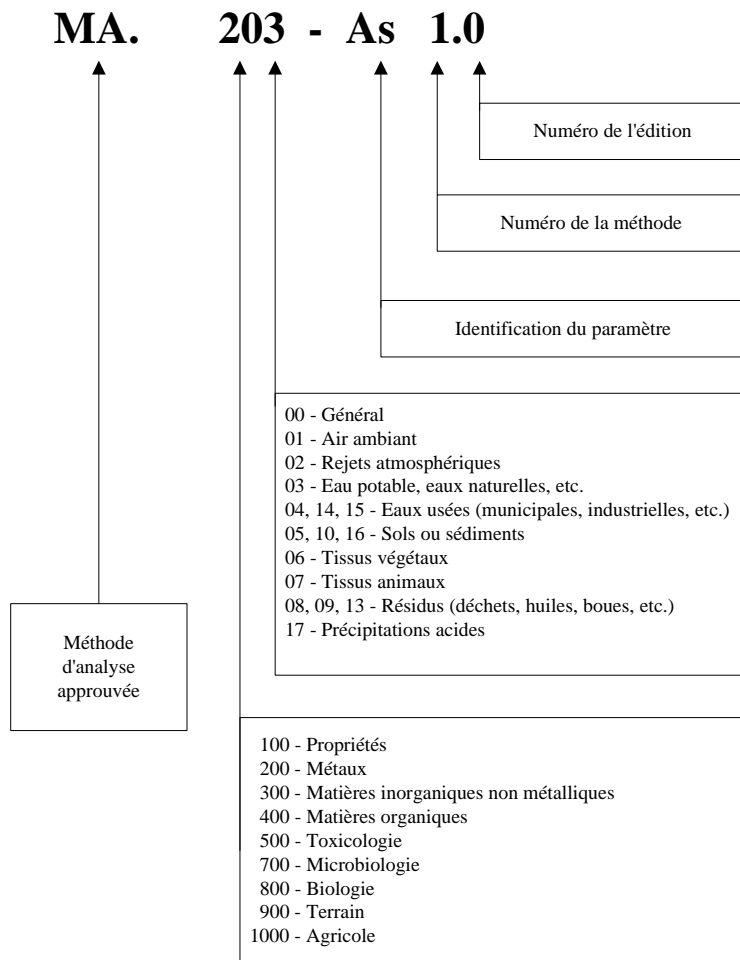 MA. 203 - As 1.0
Numéro de l'édition
Numéro de la méthode
Identification du paramètre
00 - Général
01 - Air ambiant
02 - Rejets atmosphériques
03 - Eau potable, eaux naturelles, etc.
04, 14, 15 - Eaux usées (municipales, industrielles, etc.)
05, 10, 16 - Sols ou sédiments
06 - Tissus végétaux
07 - Tissus animaux
08, 09, 13 - Résidus (déchets, huiles, boues, etc.)
17 - Précipitations acides
Méthode
d'analyse
approuvée
100 - Propriétés
200 - Métaux
300 - Matières inorganiques non métalliques
400 - Matières organiques
500 - Toxicologie
700 - Microbiologie
800 - Biologie
900 - Terrain
1000 - Agricole